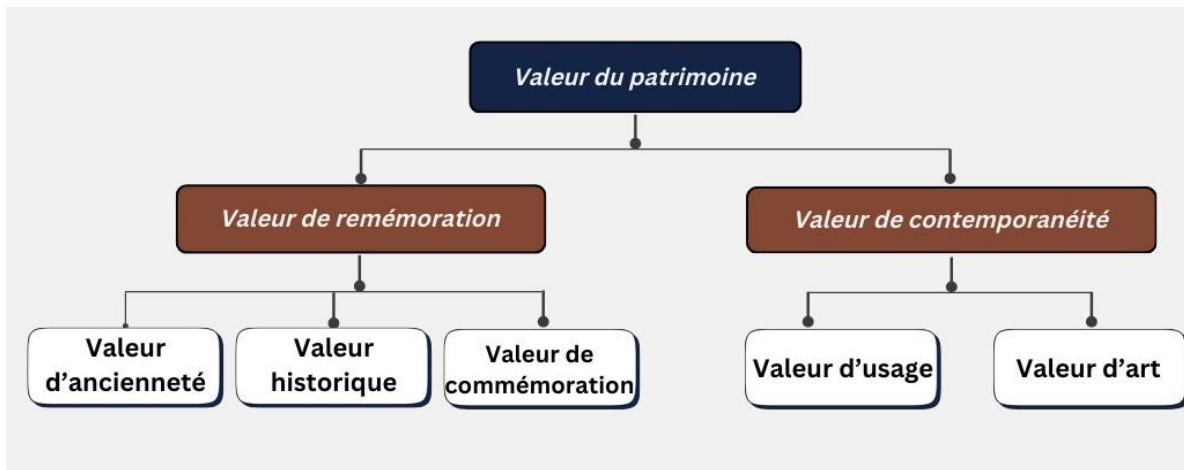 Valeur du patrimoine
Valeur de remémoration
Valeur de contemporanéité
Valeur
d’ancienneté
Valeur
historique
Valeur de
commémoration
Valeur d’usage
Valeur d’art